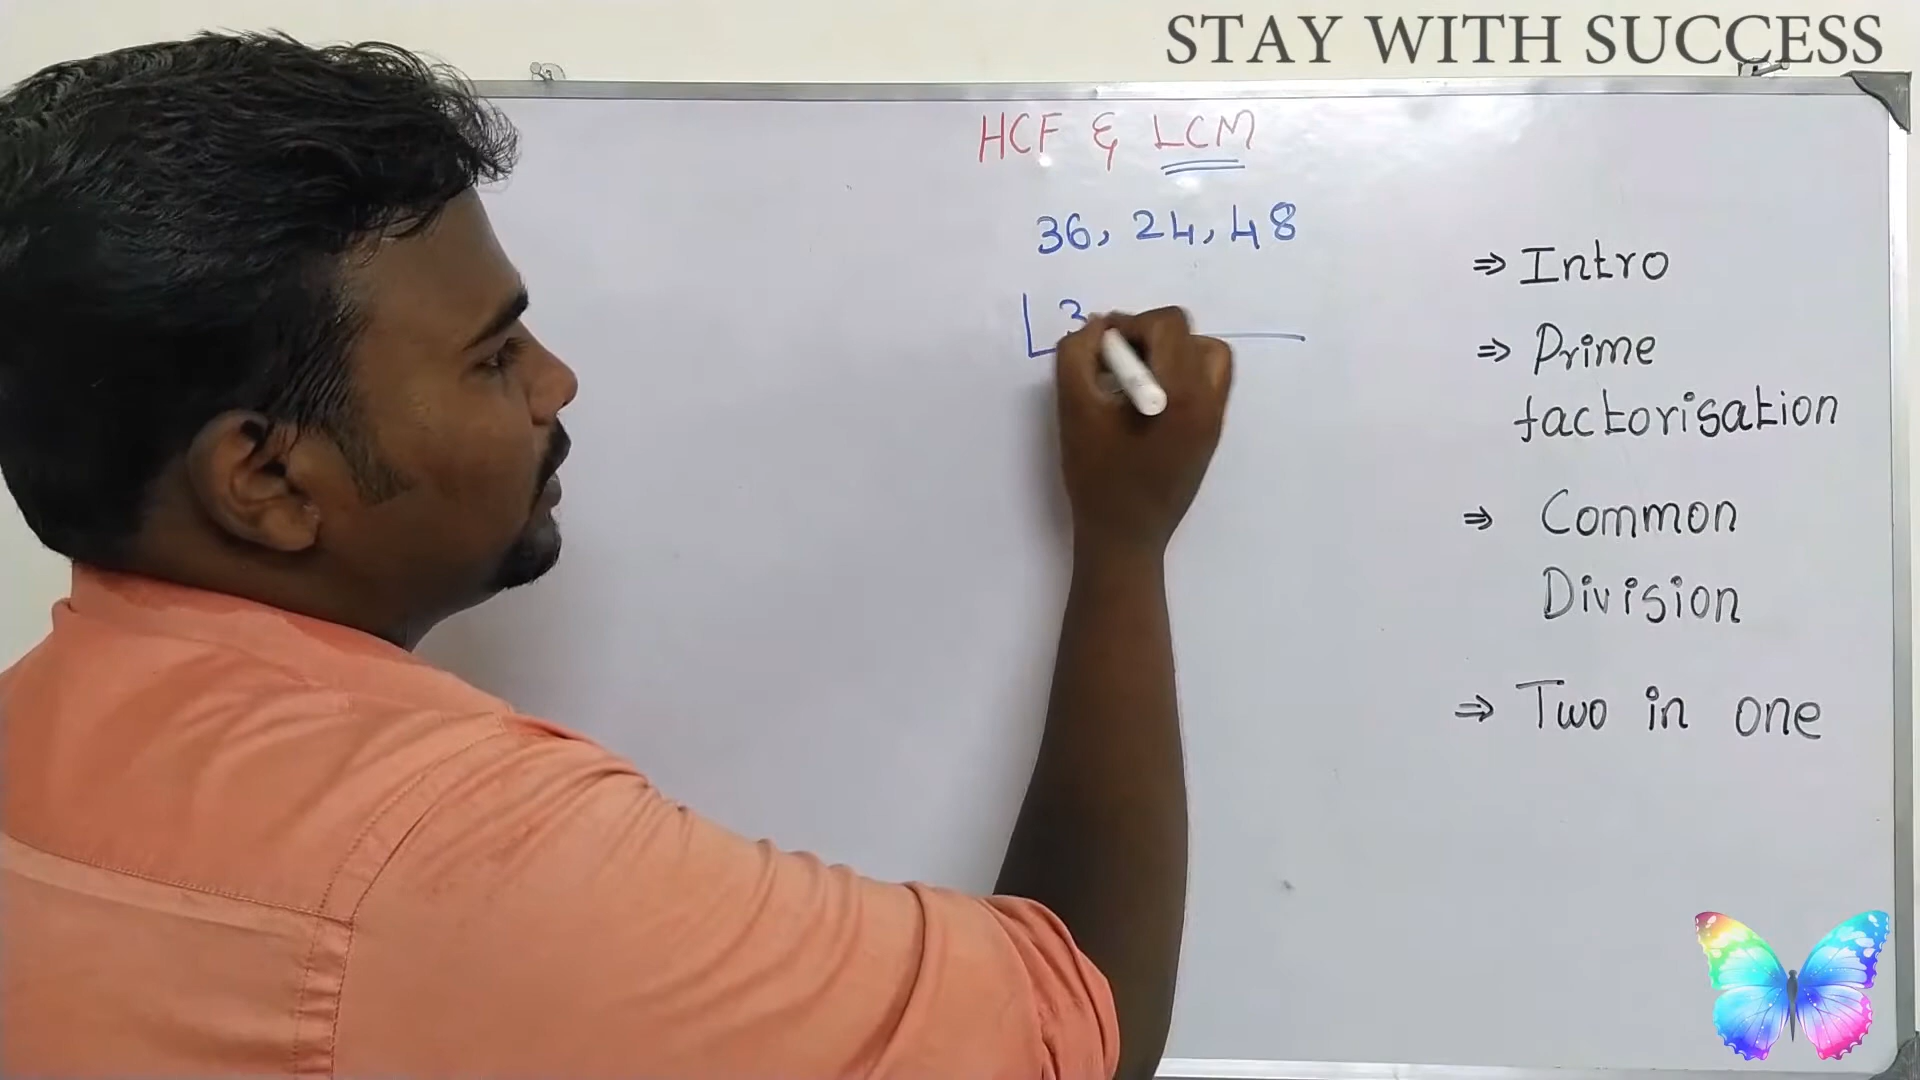 STAY WITH SUCCESS
HCF & LCM
36, 24, 48
3
⇒ Intro
⇒ Prime
factorisation
⇒ Common
Division
⇒ Two in one